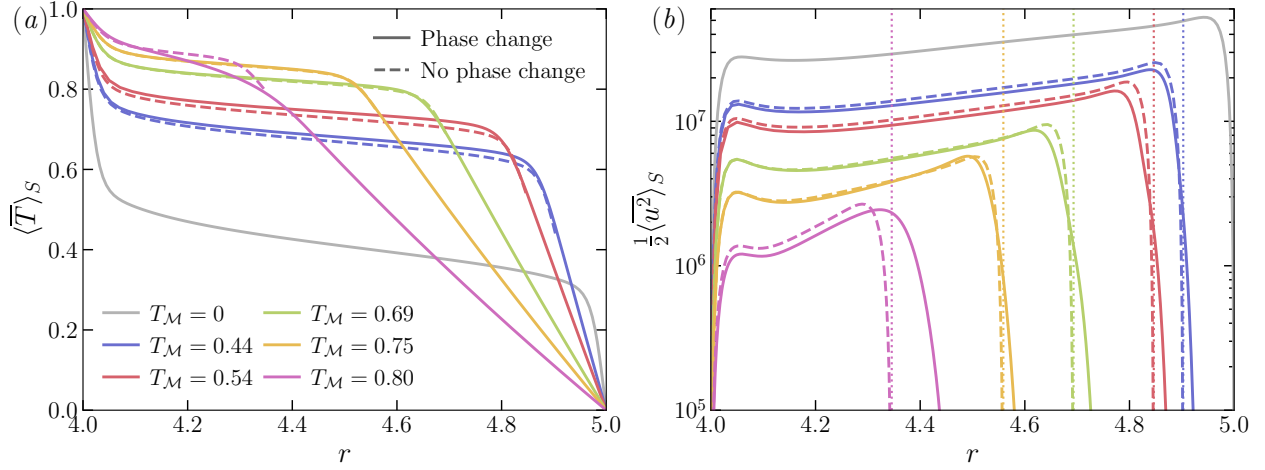 (a)
1.0
0.8
0.6
0.4
0.2
0.0
⟨T̅⟩_S
Phase change
No phase change
T_ℳ = 0
T_ℳ = 0.44
T_ℳ = 0.54
T_ℳ = 0.69
T_ℳ = 0.75
T_ℳ = 0.80
4.0 4.2 4.4 4.6 4.8 5.0
r
(b)
10^7
10^6
10^5
½⟨u̅²⟩_S
4.0 4.2 4.4 4.6 4.8 5.0
r